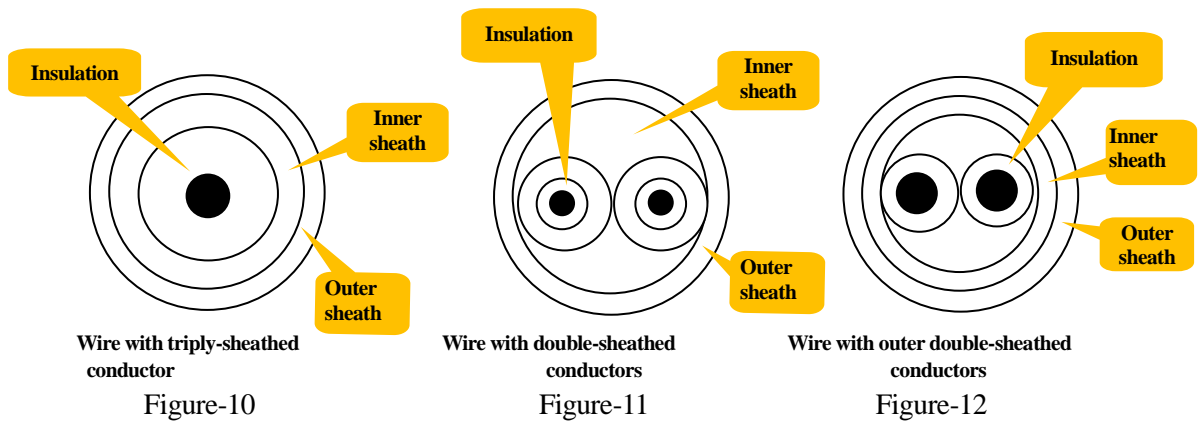 Insulation
Inner
sheath
Outer
sheath
Wire with triply-sheathed
conductor
Figure-10
Insulation
Inner
sheath
Outer
sheath
Wire with double-sheathed
conductors
Figure-11
Insulation
Inner
sheath
Outer
sheath
Wire with outer double-sheathed
conductors
Figure-12